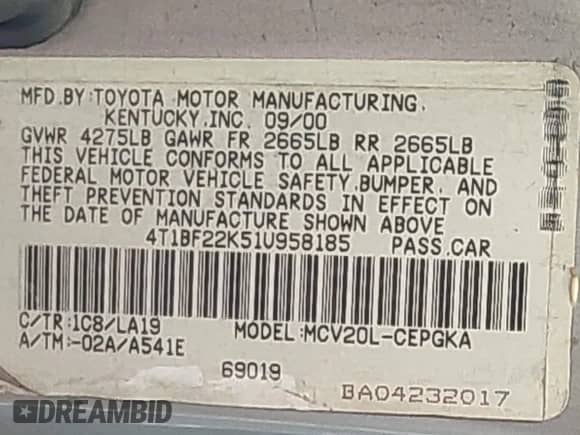 MFD.BY:TOYOTA MOTOR MANUFACTURING,
KENTUCKY,INC. 09/00
GVWR 4275LB GAWR FR 2665LB RR 2665LB
THIS VEHICLE CONFORMS TO ALL APPLICABLE
FEDERAL MOTOR VEHICLE SAFETY,BUMPER, AND
THEFT PREVENTION STANDARDS IN EFFECT ON
THE DATE OF MANUFACTURE SHOWN ABOVE
4T1BF22K51U958185 PASS.CAR
C/TR:1C8/LA19 MODEL:MCV20L-CEPGKA
A/TM:-02A/A541E
69019
BA04232017
DREAMBID